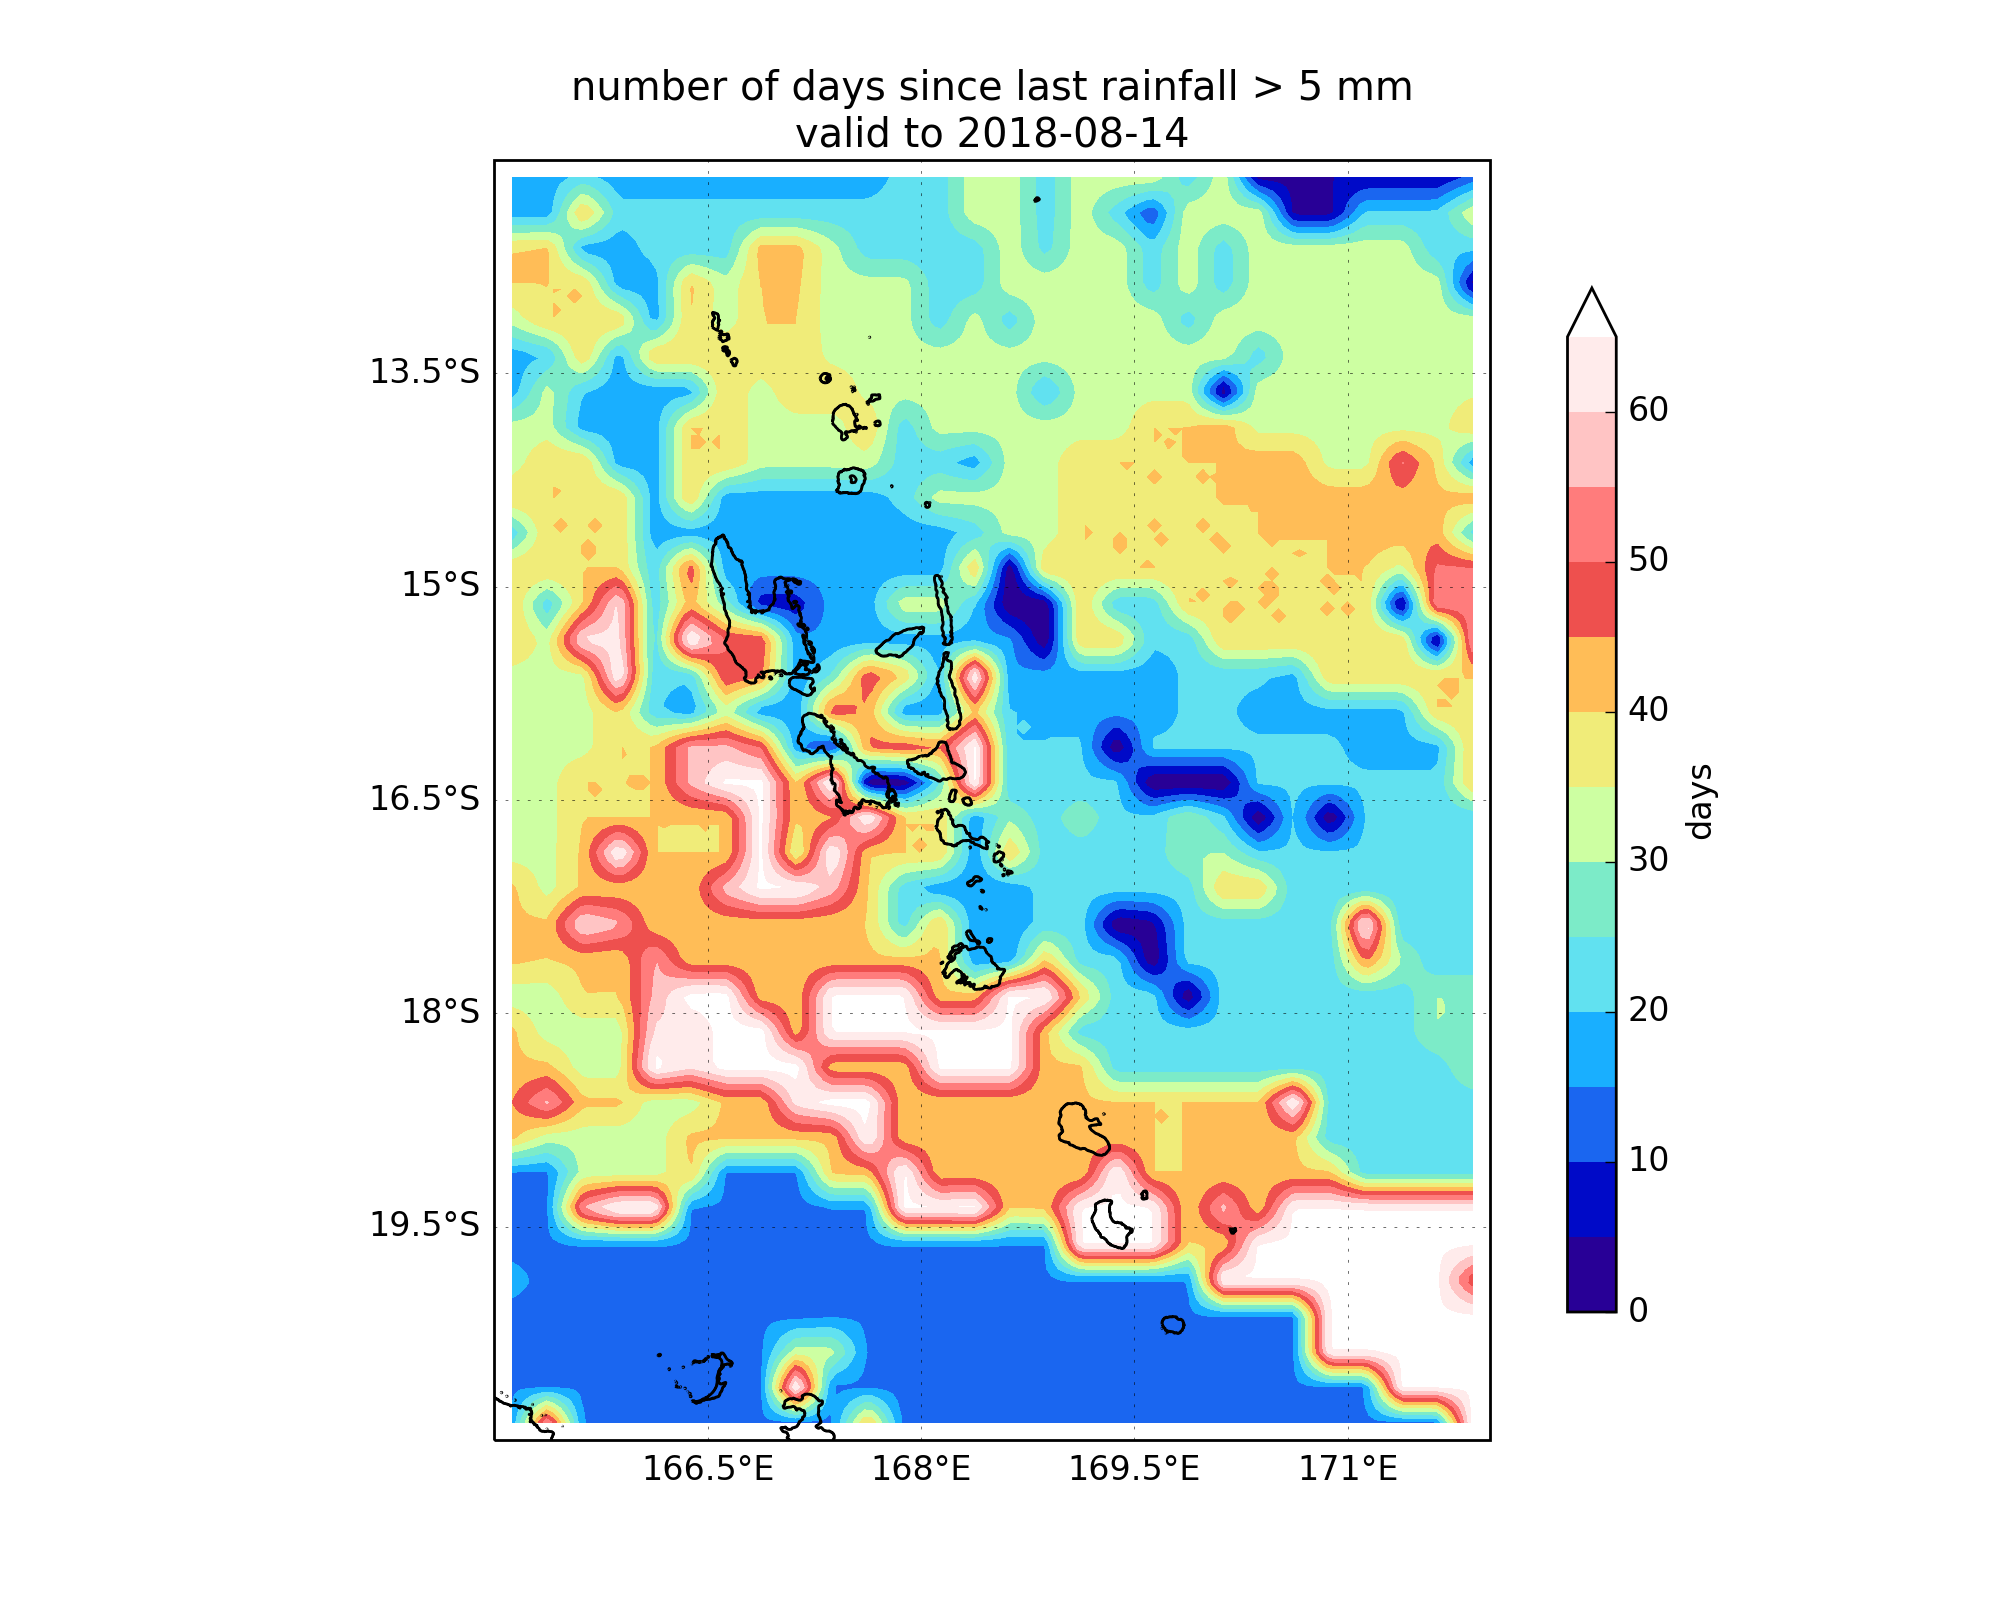 number of days since last rainfall > 5 mm
valid to 2018-08-14
13.5°S
15°S
16.5°S
18°S
19.5°S
166.5°E
168°E
169.5°E
171°E
60
50
40
30
20
10
0
days